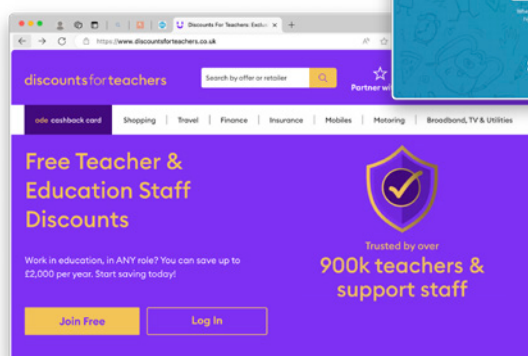 Discounts For Teachers: Exclus
https://www.discountsforteachers.co.uk
discountsforteachers
Search by offer or retailer
Partner wi
ode cashback card Shopping Travel Finance Insurance Mobiles Motoring Broadband, TV & Utilities
Free Teacher &
Education Staff
Discounts
Work in education, in ANY role? You can save up to
£2,000 per year. Start saving today!
Join Free Log In
Trusted by over
900k teachers &
support staff